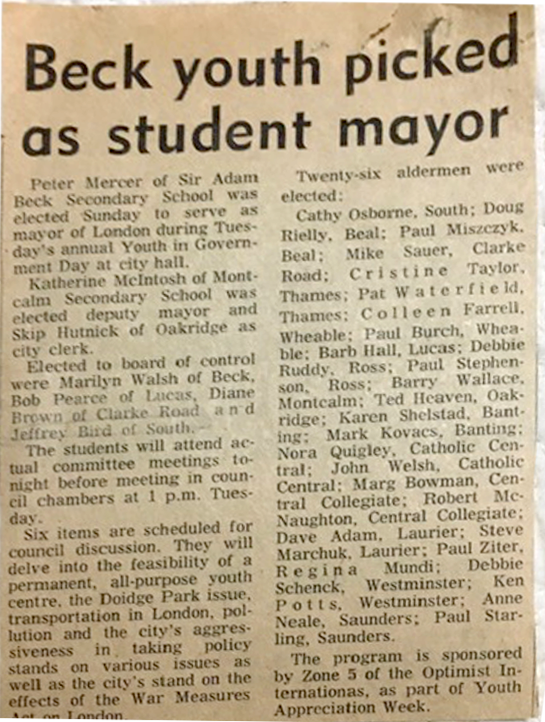 Beck youth picked
as student mayor
Peter Mercer of Sir Adam
Beck Secondary School was
elected Sunday to serve as
mayor of London during Tues-
day's annual Youth in Govern-
ment Day at city hall.
Katherine McIntosh of Mont-
calm Secondary School was
elected deputy mayor and
Skip Hutnick of Oakridge as
city clerk.
Elected to board of control
were Marilyn Walsh of Beck,
Bob Pearce of Lucas, Diane
Brown of Clarke Road and
Jeffrey Bird of South.
The students will attend ac-
tual committee meetings to-
night before meeting in coun-
cil chambers at 1 p.m. Tues-
day.
Six items are scheduled for
council discussion. They will
delve into the feasibility of a
permanent, all-purpose youth
centre, the Doidge Park issue,
transportation in London, pol-
lution and the city's aggres-
siveness in taking policy
stands on various issues as
well as the city's stand on the
effects of the War Measures
Act on London.
Twenty-six aldermen were
elected:
Cathy Osborne, South; Doug
Rielly, Beal; Paul Miszczyk,
Beal; Mike Sauer, Clarke
Road; Cristine Taylor,
Thames; Pat Waterfield,
Thames; Colleen Farrell,
Wheable; Paul Burch, Whea-
ble; Barb Hall, Lucas; Debbie
Ruddy, Ross; Paul Stephen-
son, Ross; Barry Wallace,
Montcalm; Ted Heaven, Oak-
ridge; Karen Shelstad, Bant-
ing; Mark Kovacs, Banting;
Nora Quigley, Catholic Cen-
tral; John Welsh, Catholic
Central; Marg Bowman, Cen-
tral Collegiate; Robert Mc-
Naughton, Central Collegiate;
Dave Adam, Laurier; Steve
Marchuk, Laurier; Paul Ziter,
Regina Mundi; Debbie
Schenck, Westminster; Ken
Potts, Westminster; Anne
Neale, Saunders; Paul Star-
ling, Saunders.
The program is sponsored
by Zone 5 of the Optimist In-
ternationas, as part of Youth
Appreciation Week.